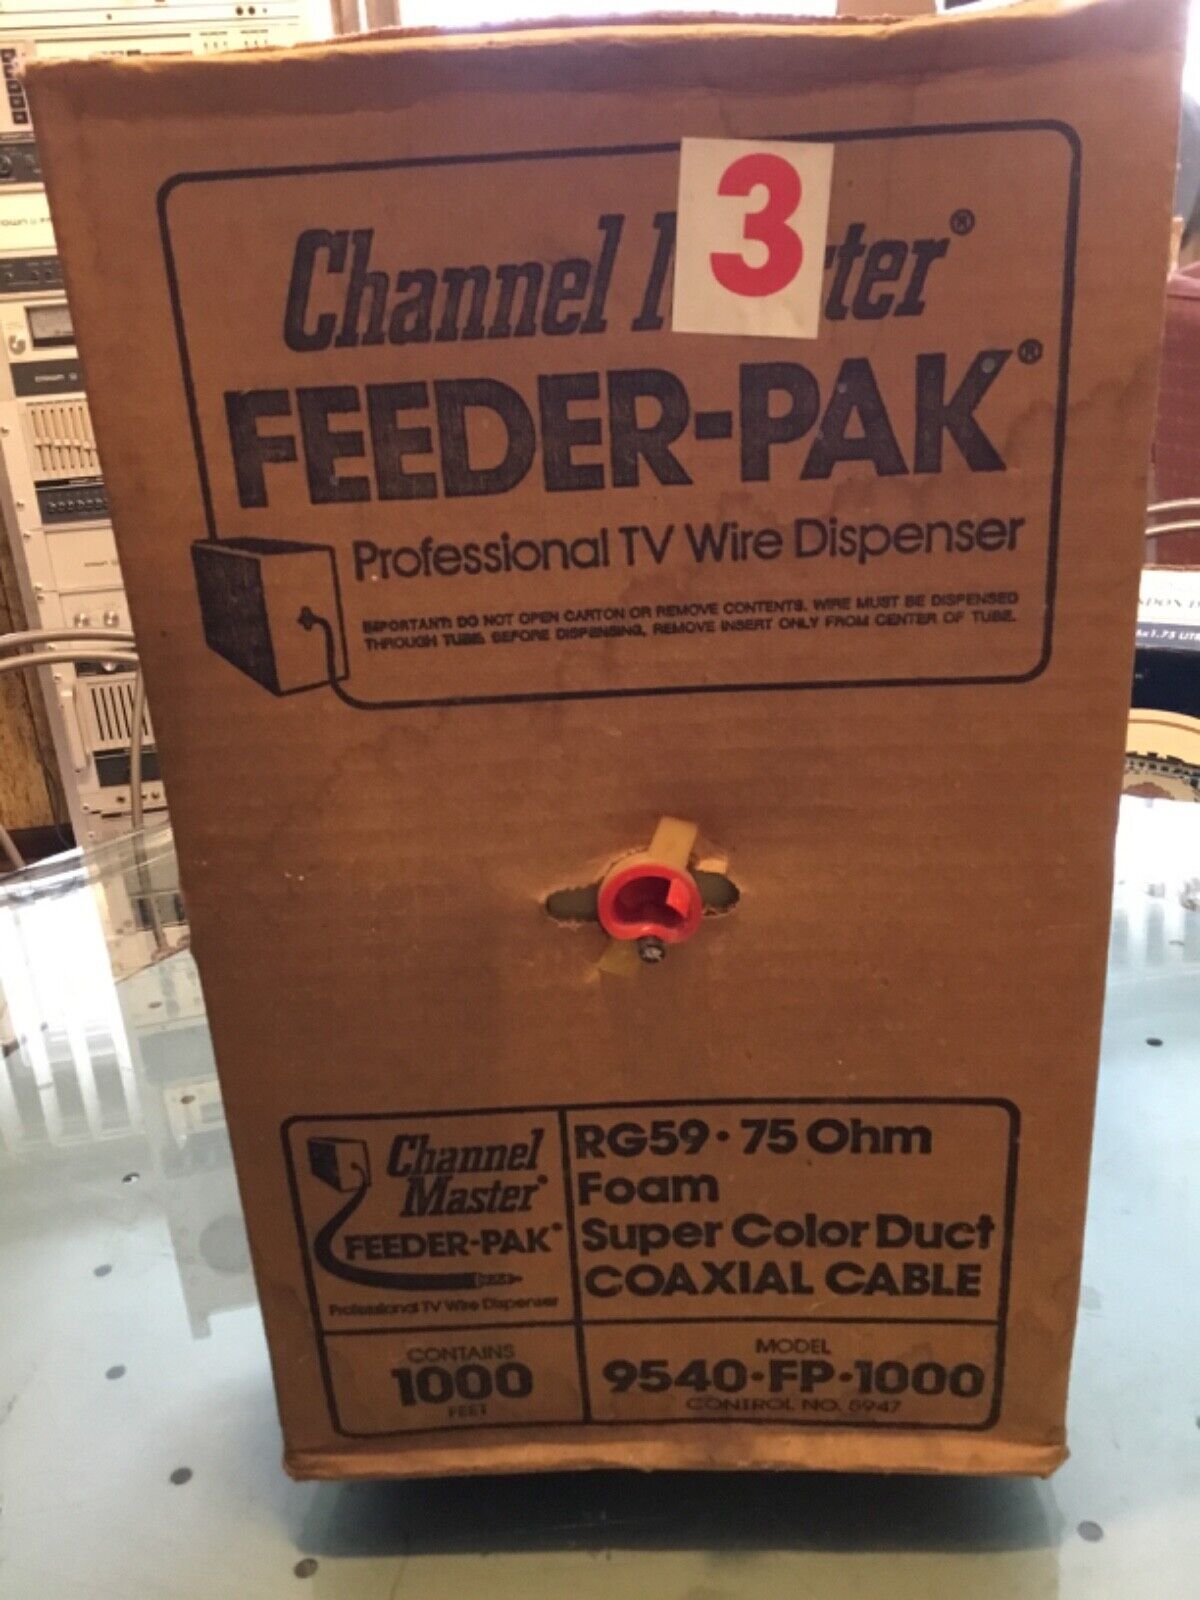 3
Channel ter®
FEEDER-PAK®
Professional TV Wire Dispenser
IMPORTANT: DO NOT OPEN CARTON OR REMOVE CONTENTS. WIRE MUST BE DISPENSED
THROUGH TUBE. BEFORE DISPENSING, REMOVE INSERT ONLY FROM CENTER OF TUBE.
Channel
Master®
FEEDER-PAK®
Professional TV Wire Dispenser
RG59 • 75 Ohm
Foam
Super Color Duct
COAXIAL CABLE
CONTAINS
1000
FEET
MODEL
9540•FP•1000
CONTROL NO. 5947